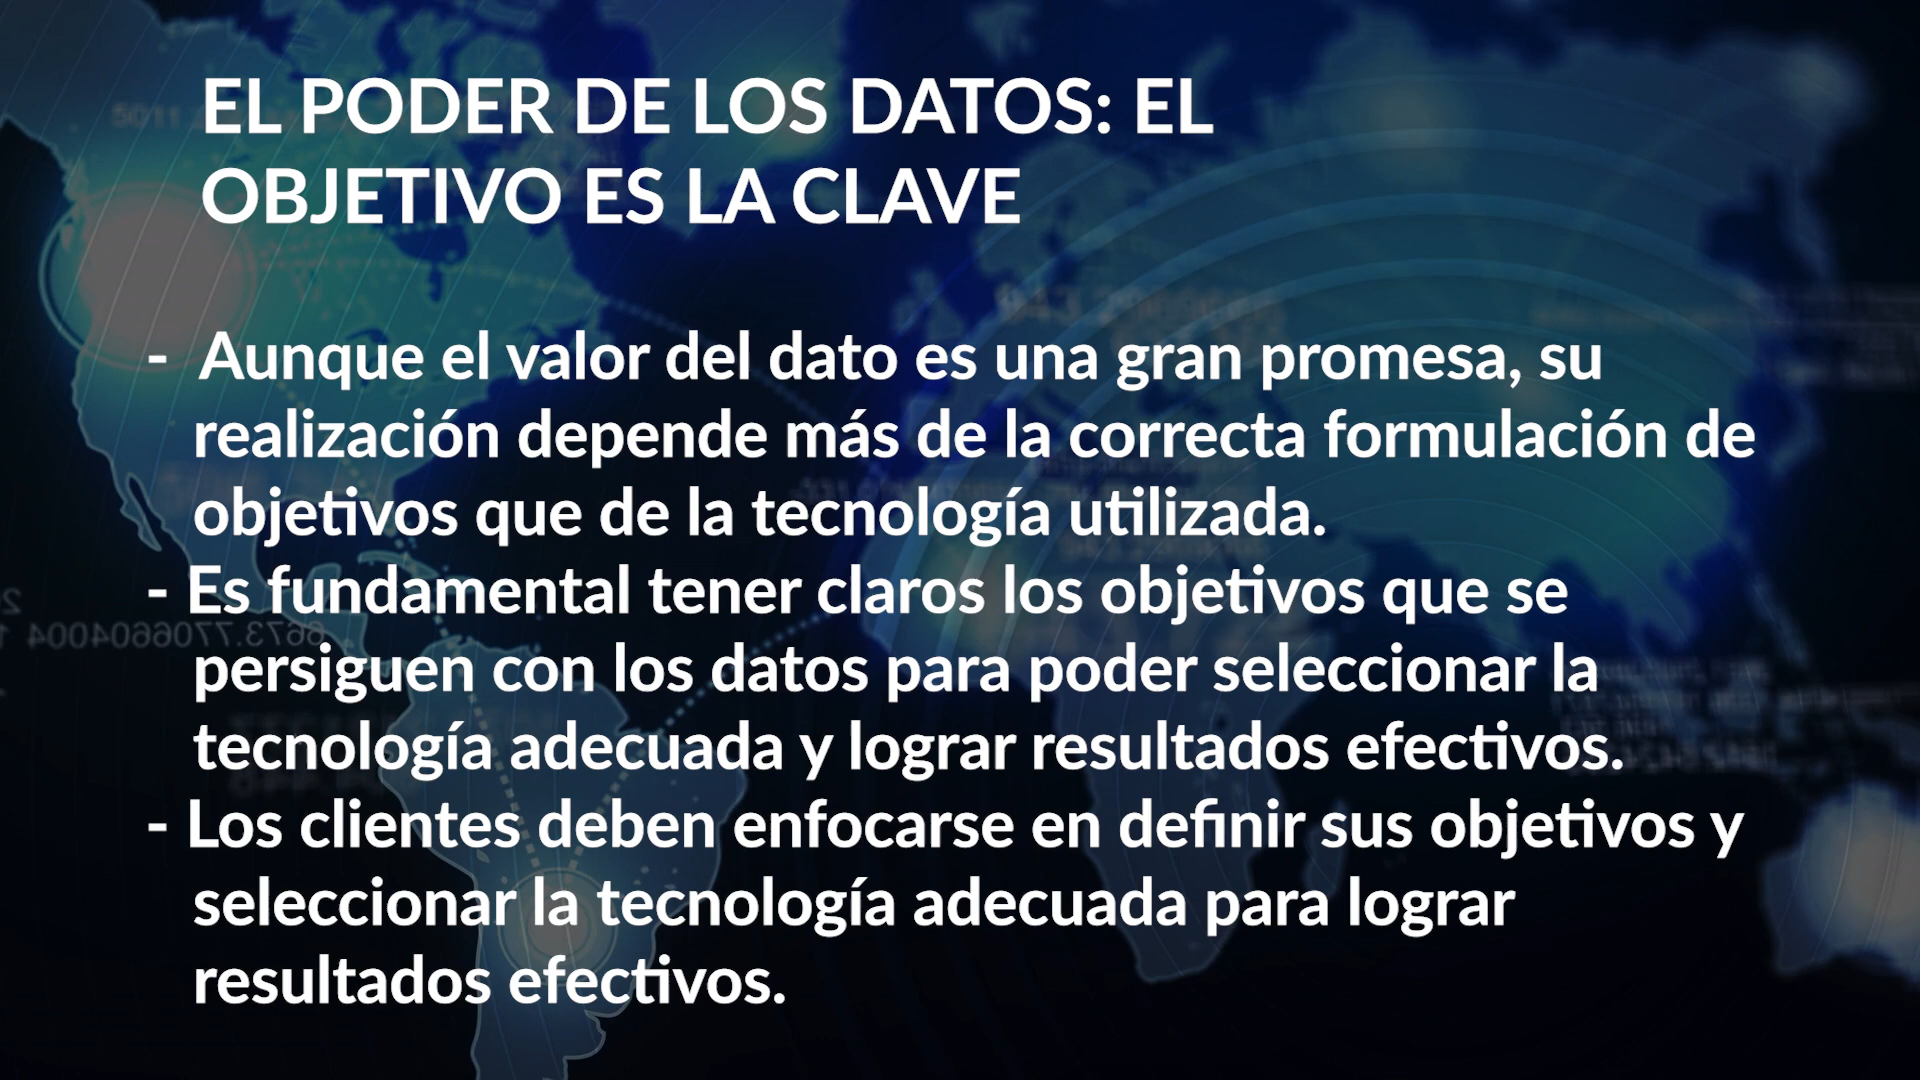 EL PODER DE LOS DATOS: EL
OBJETIVO ES LA CLAVE
- Aunque el valor del dato es una gran promesa, su
realización depende más de la correcta formulación de
objetivos que de la tecnología utilizada.
- Es fundamental tener claros los objetivos que se
persiguen con los datos para poder seleccionar la
tecnología adecuada y lograr resultados efectivos.
- Los clientes deben enfocarse en definir sus objetivos y
seleccionar la tecnología adecuada para lograr
resultados efectivos.